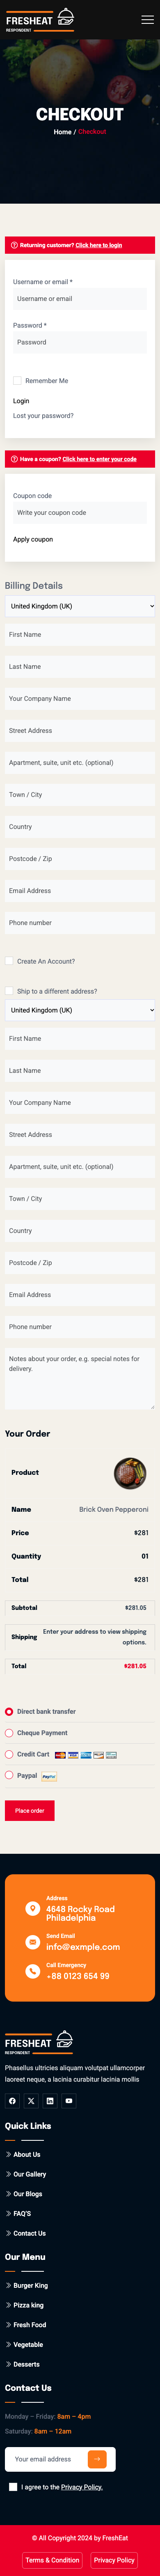 FRESHEAT
RESPONDENT
CHECKOUT
Home / Checkout
Returning customer? Click here to login
Username or email *
Username or email
Password *
Password
Remember Me
Login
Lost your password?
Have a coupon? Click here to enter your code
Coupon code
Write your coupon code
Apply coupon
Billing Details
United Kingdom (UK)
First Name
Last Name
Your Company Name
Street Address
Apartment, suite, unit etc. (optional)
Town / City
Country
Postcode / Zip
Email Address
Phone number
Create An Account?
Ship to a different address?
United Kingdom (UK)
First Name
Last Name
Your Company Name
Street Address
Apartment, suite, unit etc. (optional)
Town / City
Country
Postcode / Zip
Email Address
Phone number
Notes about your order, e.g. special notes for
delivery.
Your Order
Product
Name Brick Oven Pepperoni
Price $281
Quantity 01
Total $281
Subtotal $281.05
Shipping Enter your address to view shipping
options.
Total $281.05
Direct bank transfer
Cheque Payment
Credit Cart
Paypal PayPal
Place order
Address
4648 Rocky Road
Philadelphia
Send Email
info@exmple.com
Call Emergency
+88 0123 654 99
FRESHEAT
RESPONDENT
Phasellus ultricies aliquam volutpat ullamcorper
laoreet neque, a lacinia curabitur lacinia mollis
Quick Links
About Us
Our Gallery
Our Blogs
FAQ'S
Contact Us
Our Menu
Burger King
Pizza king
Fresh Food
Vegetable
Desserts
Contact Us
Monday – Friday: 8am – 4pm
Saturday: 8am – 12am
Your email address
I agree to the Privacy Policy.
© All Copyright 2024 by FreshEat
Terms & Condition
Privacy Policy